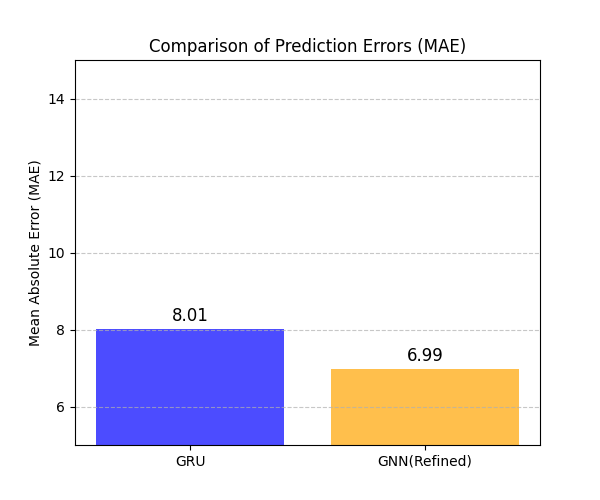 Comparison of Prediction Errors (MAE)
Mean Absolute Error (MAE)
14
12
10
8
6
8.01
6.99
GRU
GNN(Refined)